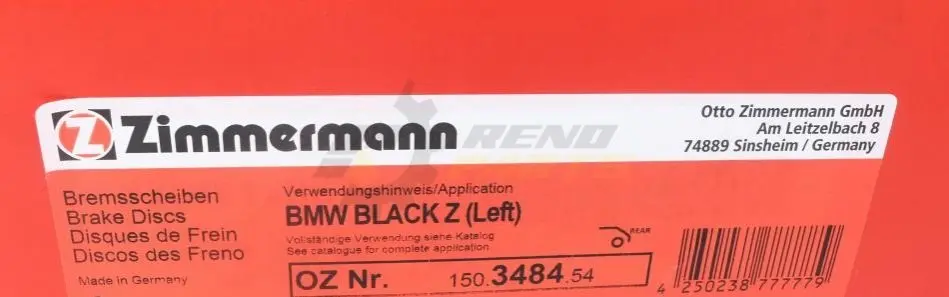 Z Zimmermann
Otto Zimmermann GmbH
Am Leitzelbach 8
74889 Sinsheim / Germany
RENO
Bremsscheiben
Brake Discs
Disques de Frein
Discos des Freno
Made in Germany
Verwendungshinweis/Application
BMW BLACK Z (Left)
Vollständige Verwendung siehe Katalog
See catalogue for complete application
REAR
OZ Nr. 150.3484.54
4 250238 777779